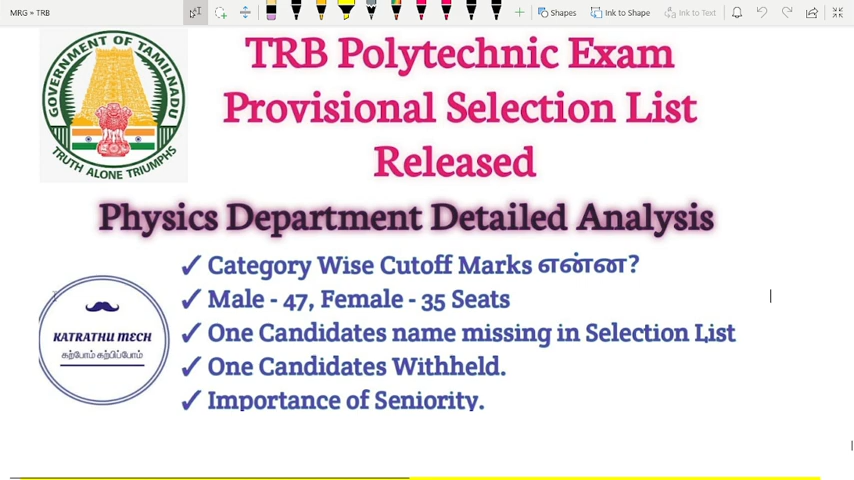 MRG » TRB
Shapes
Ink to Shape
Ink to Text
GOVERNMENT OF TAMILNADU
TRUTH ALONE TRIUMPHS
TRB Polytechnic Exam
Provisional Selection List
Released
Physics Department Detailed Analysis
✓ Category Wise Cutoff Marks என்ன?
✓ Male - 47, Female - 35 Seats
✓ One Candidates name missing in Selection List
✓ One Candidates Withheld.
✓ Importance of Seniority.
KATRATHU MECH
கற்போம் கற்பிப்போம்